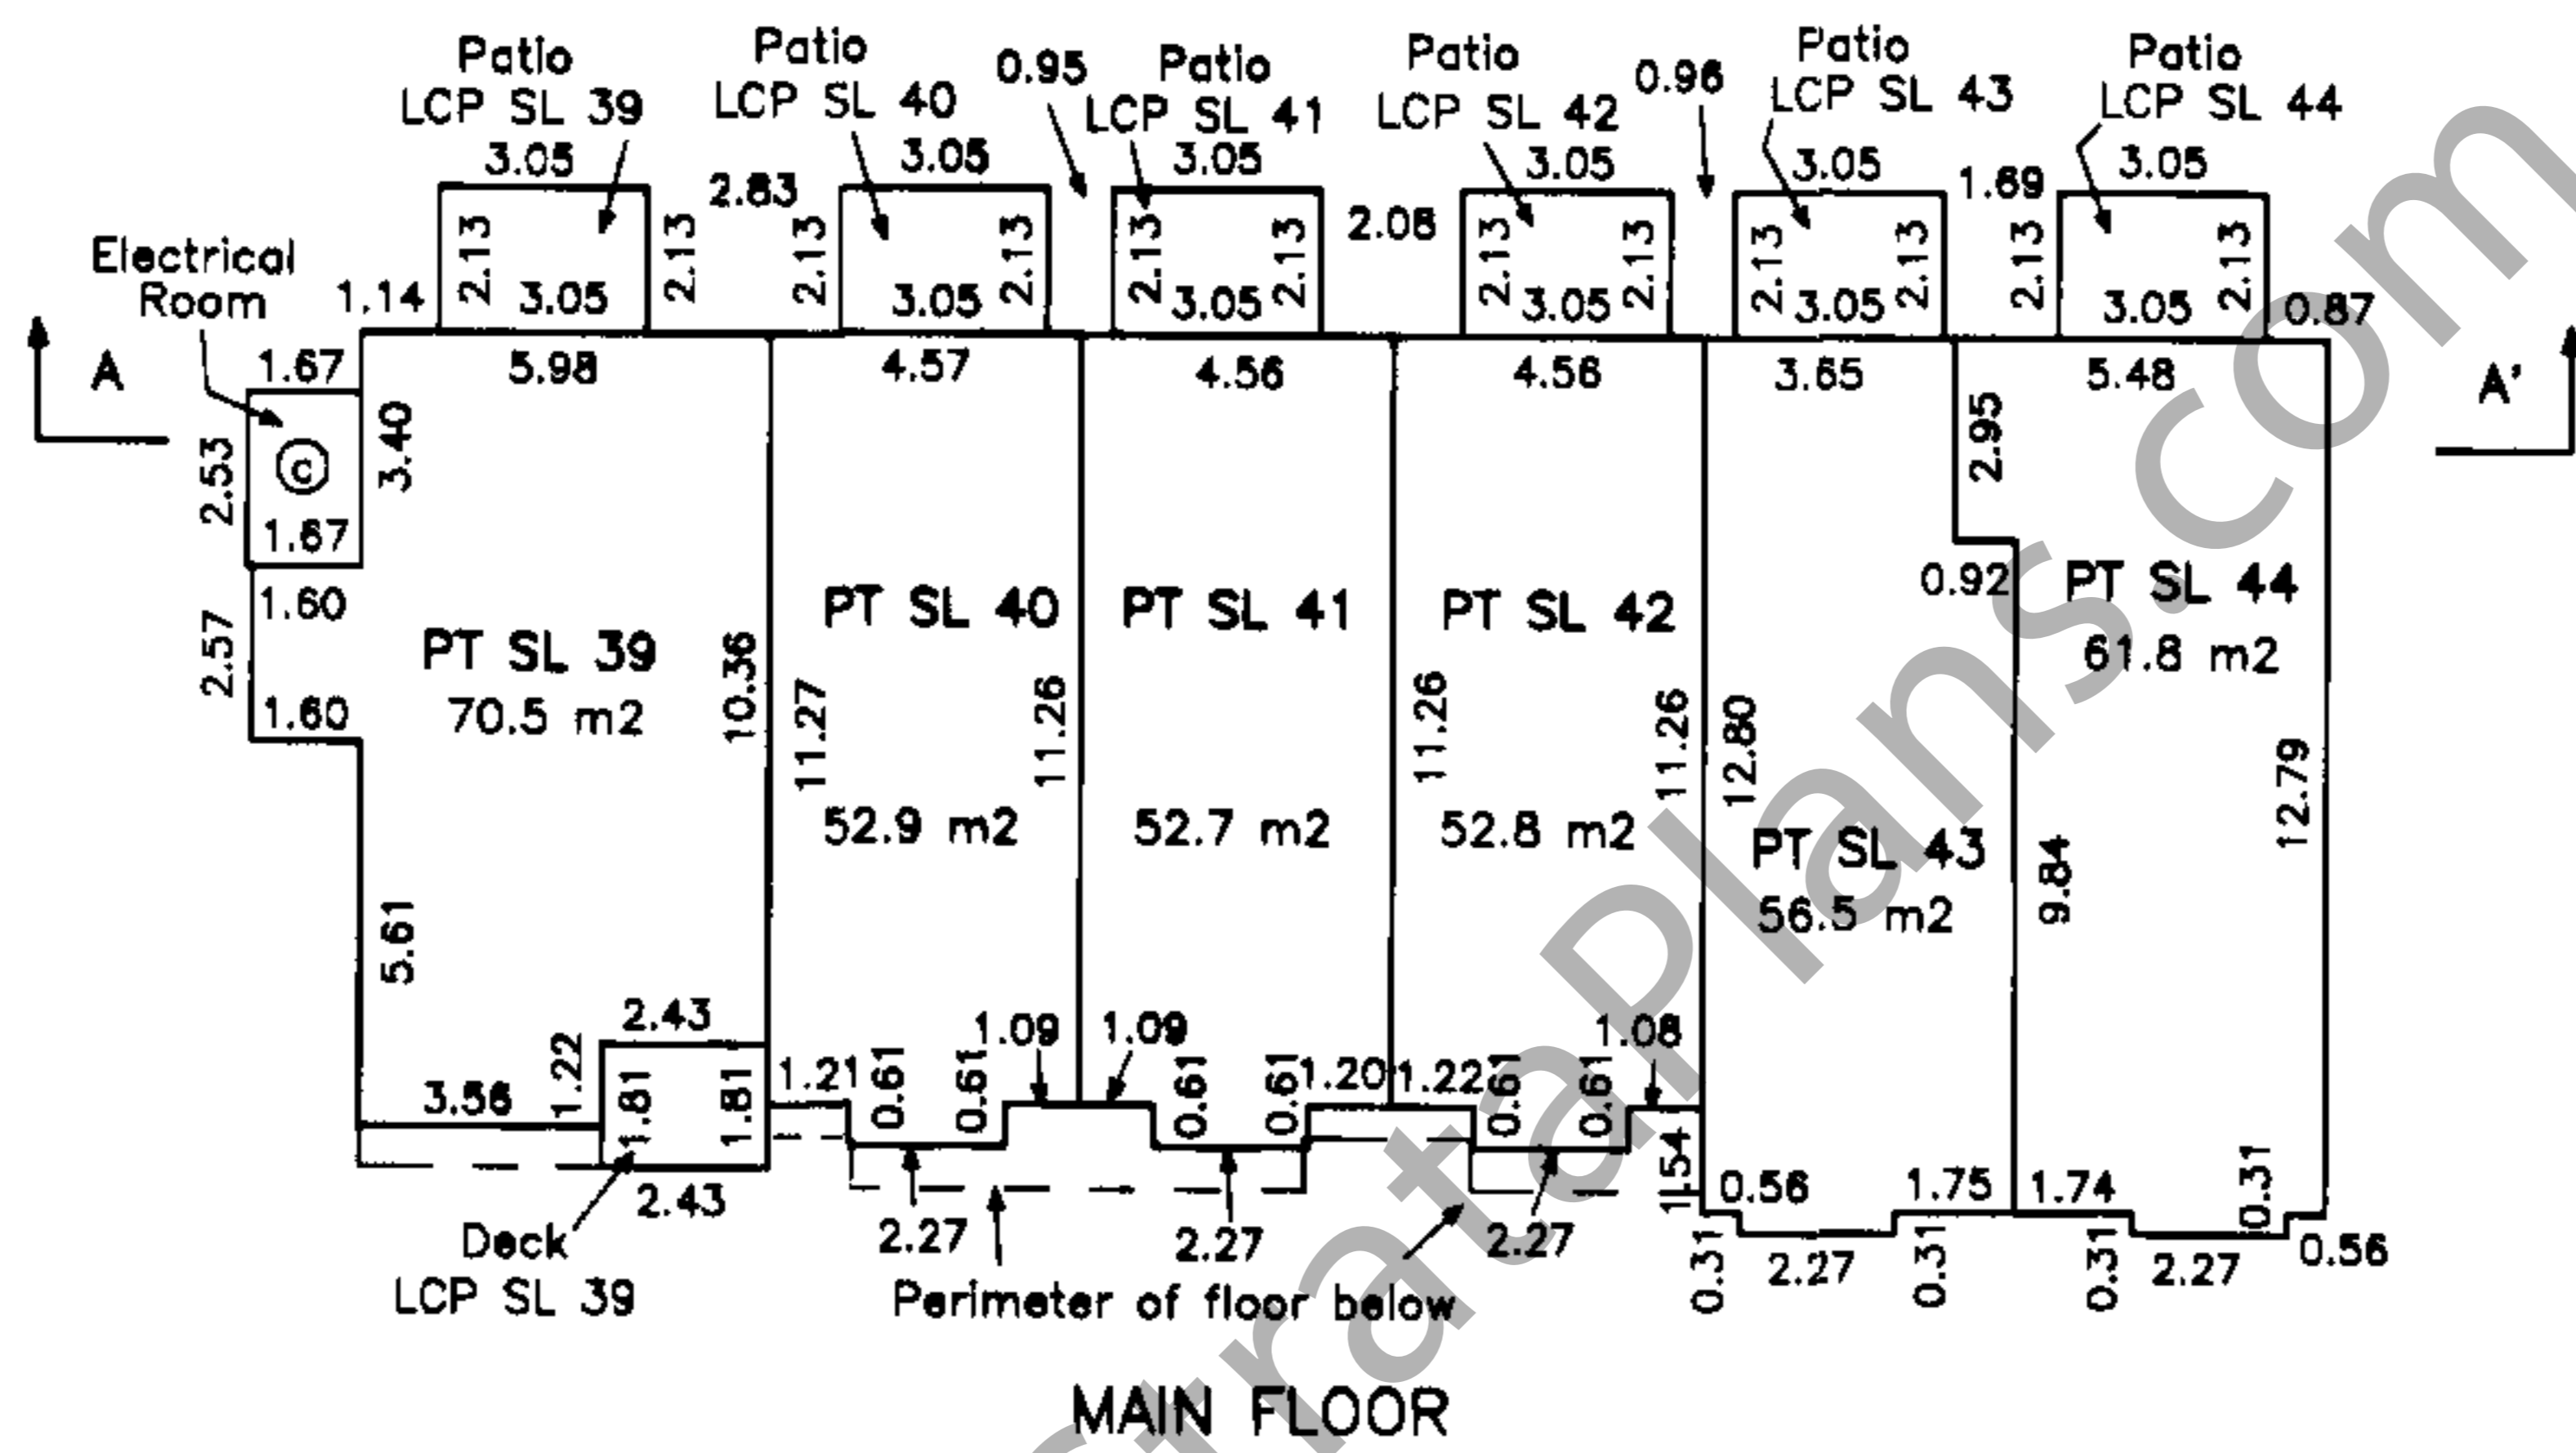 Patio
LCP SL 39
3.05
Patio
LCP SL 40
3.05
0.95
Patio
LCP SL 41
3.05
Patio
LCP SL 42
3.05
0.96
Patio
LCP SL 43
3.05
Patio
LCP SL 44
3.05
2.83
2.08
1.69
Electrical
Room
1.14
2.13
3.05
2.13
2.13
3.05
2.13
2.13
3.05
2.13
2.13
3.05
2.13
2.13
3.05
2.13
2.13
3.05
2.13
0.87
A
1.67
5.98
4.57
4.56
4.56
3.65
5.48
A'
2.53
c
3.40
2.95
1.67
1.60
0.92
2.57
1.60
PT SL 39
70.5 m2
10.36
PT SL 40
11.27
52.9 m2
11.26
PT SL 41
52.7 m2
11.26
PT SL 42
52.8 m2
11.26
12.80
PT SL 43
56.5 m2
9.84
PT SL 44
61.8 m2
12.79
5.61
2.43
1.22
3.56
1.81
1.81
1.21
0.61
0.61
1.09
1.09
0.61
0.61
1.20
1.22
0.61
0.61
1.08
1.54
0.56
1.75
1.74
0.31
2.43
2.27
2.27
2.27
0.31
2.27
0.31
0.31
2.27
0.56
Deck
LCP SL 39
Perimeter of floor below
MAIN FLOOR
strataPlans.com